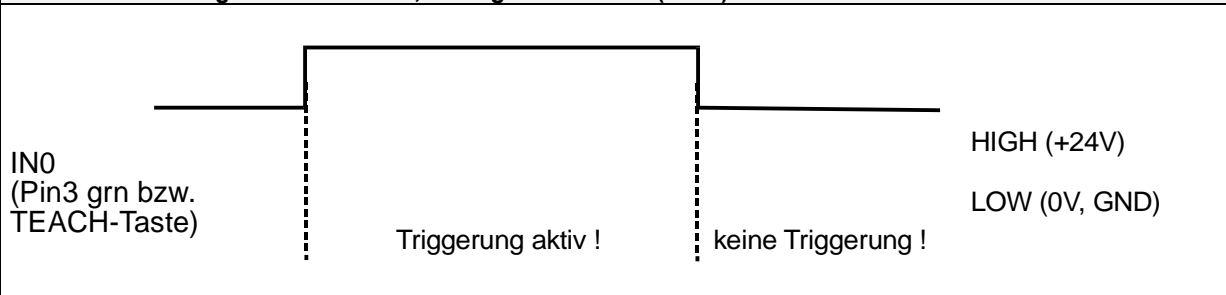 HIGH (+24V)
IN0
(Pin3 grn bzw.
TEACH-Taste)
LOW (0V, GND)
Triggerung aktiv !
keine Triggerung !